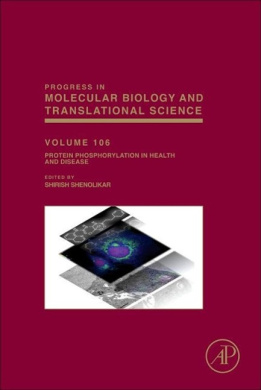 PROGRESS IN
MOLECULAR BIOLOGY AND
TRANSLATIONAL SCIENCE
VOLUME 106
PROTEIN PHOSPHORYLATION IN HEALTH
AND DISEASE
EDITED BY
SHIRISH SHENOLIKAR
AP